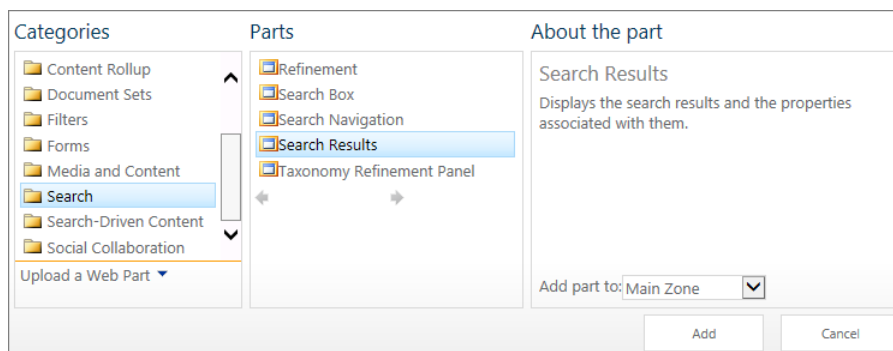 Categories
Content Rollup
Document Sets
Filters
Forms
Media and Content
Search
Search-Driven Content
Social Collaboration
Upload a Web Part
Parts
Refinement
Search Box
Search Navigation
Search Results
Taxonomy Refinement Panel
About the part
Search Results
Displays the search results and the properties
associated with them.
Add part to: Main Zone
Add
Cancel